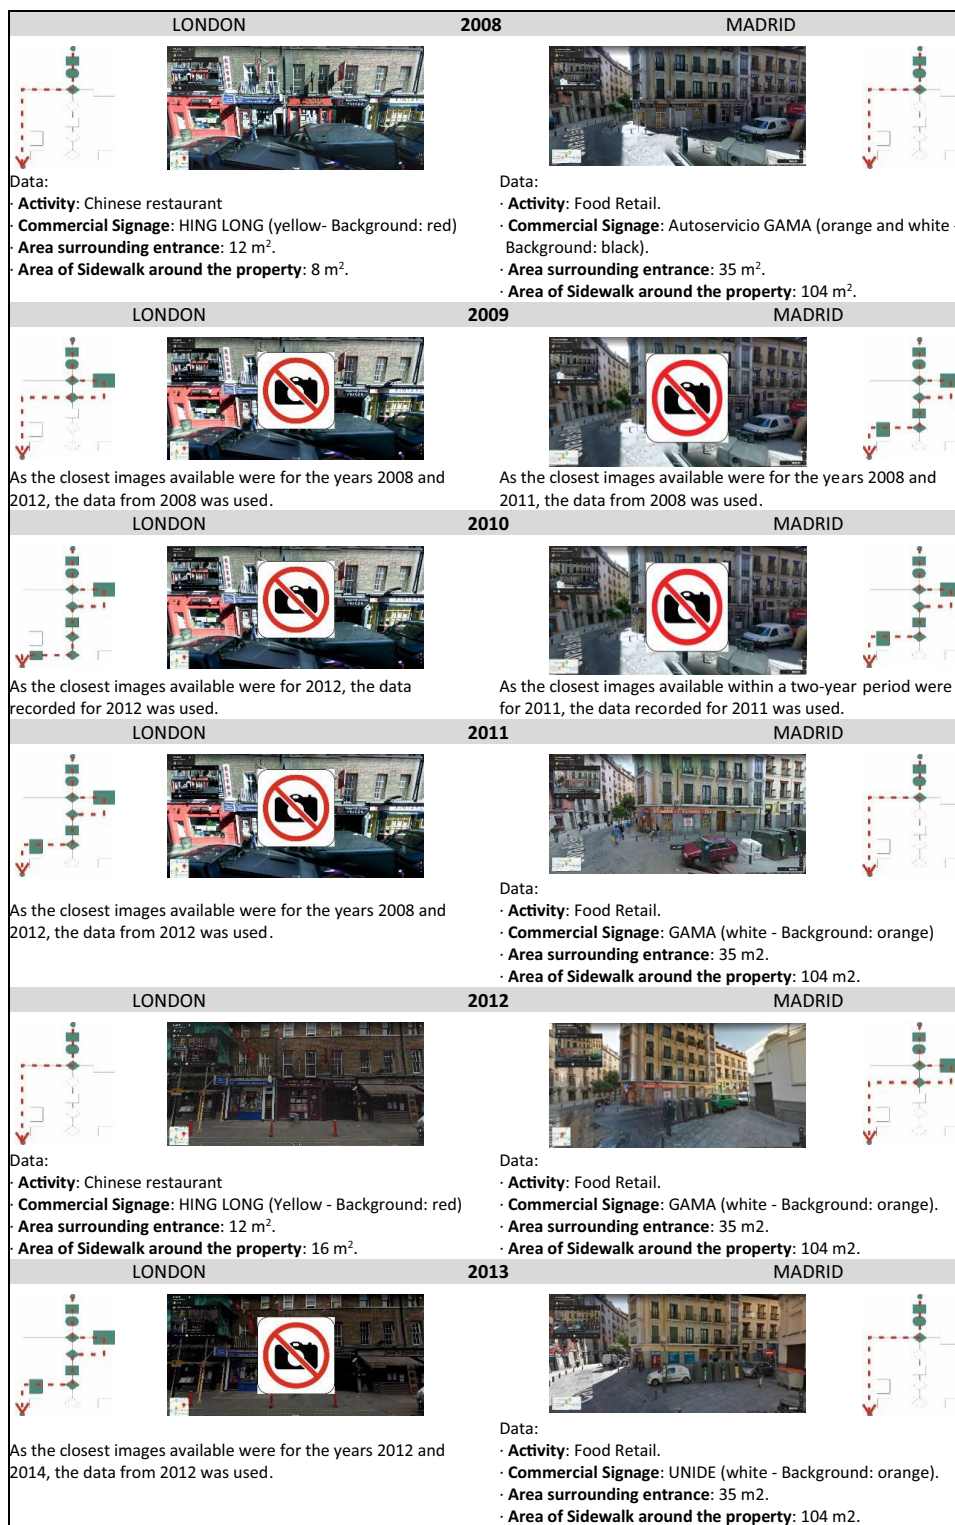 LONDON 2008 MADRID
Data:
· Activity: Chinese restaurant
· Commercial Signage: HING LONG (yellow- Background: red)
· Area surrounding entrance: 12 m².
· Area of Sidewalk around the property: 8 m².
Data:
· Activity: Food Retail.
· Commercial Signage: Autoservicio GAMA (orange and white -
Background: black).
· Area surrounding entrance: 35 m².
· Area of Sidewalk around the property: 104 m².
LONDON 2009 MADRID
As the closest images available were for the years 2008 and
2012, the data from 2008 was used.
As the closest images available were for the years 2008 and
2011, the data from 2008 was used.
LONDON 2010 MADRID
As the closest images available were for 2012, the data
recorded for 2012 was used.
As the closest images available within a two-year period were
for 2011, the data recorded for 2011 was used.
LONDON 2011 MADRID
As the closest images available were for the years 2008 and
2012, the data from 2012 was used.
Data:
· Activity: Food Retail.
· Commercial Signage: GAMA (white - Background: orange)
· Area surrounding entrance: 35 m2.
· Area of Sidewalk around the property: 104 m2.
LONDON 2012 MADRID
Data:
· Activity: Chinese restaurant
· Commercial Signage: HING LONG (Yellow - Background: red)
· Area surrounding entrance: 12 m².
· Area of Sidewalk around the property: 16 m².
Data:
· Activity: Food Retail.
· Commercial Signage: GAMA (white - Background: orange).
· Area surrounding entrance: 35 m2.
· Area of Sidewalk around the property: 104 m2.
LONDON 2013 MADRID
As the closest images available were for the years 2012 and
2014, the data from 2012 was used.
Data:
· Activity: Food Retail.
· Commercial Signage: UNIDE (white - Background: orange).
· Area surrounding entrance: 35 m2.
· Area of Sidewalk around the property: 104 m2.